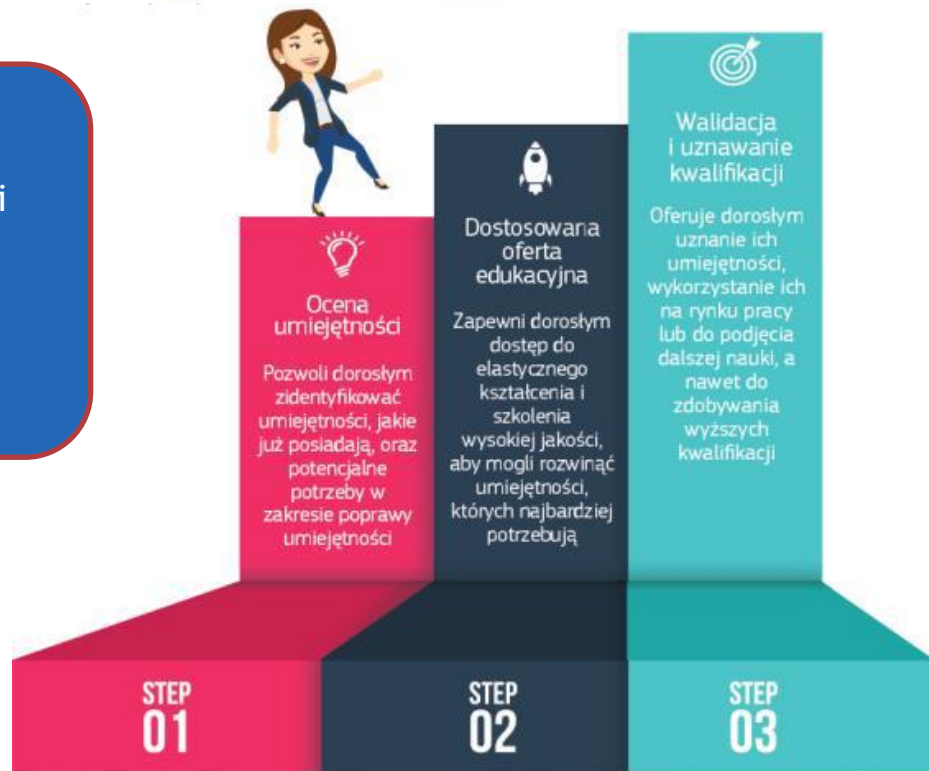 i
Ocena
umiejętności
Pozwoli dorosłym
zidentyfikować
umiejętności, jakie
już posiadają, oraz
potencjalne
potrzeby w
zakresie poprawy
umiejętności
Dostosowana
oferta
edukacyjna
Zapewni dorosłym
dostęp do
elastycznego
kształcenia i
szkolenia
wysokiej jakości,
aby mogli rozwinąć
umiejętności,
których najbardziej
potrzebują
Walidacja
i uznawanie
kwalifikacji
Oferuje dorosłym
uznanie ich
umiejętności,
wykorzystanie ich
na rynku pracy
lub do podjęcia
dalszej nauki, a
nawet do
zdobywania
wyższych
kwalifikacji
STEP
01
STEP
02
STEP
03